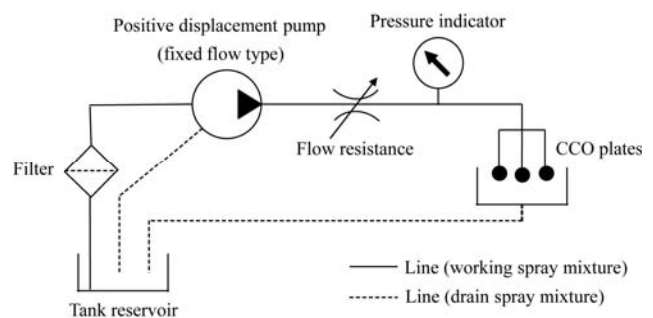 Positive displacement pump
(fixed flow type)
Pressure indicator
Flow resistance
CCO plates
Filter
Line (working spray mixture)
Line (drain spray mixture)
Tank reservoir